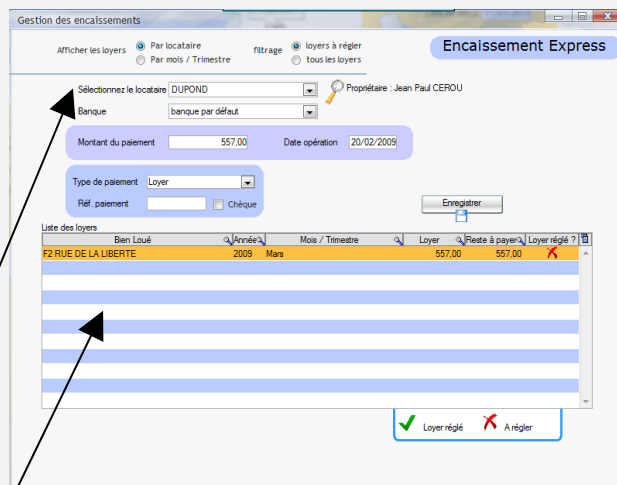 Gestion des encaissements
Afficher les loyers Par locataire filtrage loyers à régler Encaissement Express
Par mois / Trimestre tous les loyers
Sélectionnez le locataire DUPOND Propriétaire : Jean Paul CEROU
Banque banque par défaut
Montant du paiement 557,00 Date opération 20/02/2009
Type de paiement Loyer
Réf. paiement Chèque Enregistrer
Liste des loyers
Bien Loué Année Mois / Trimestre Loyer Reste à payer Loyer réglé ?
F2 RUE DE LA LIBERTE 2009 Mars 557,00 557,00
Loyer réglé A régler